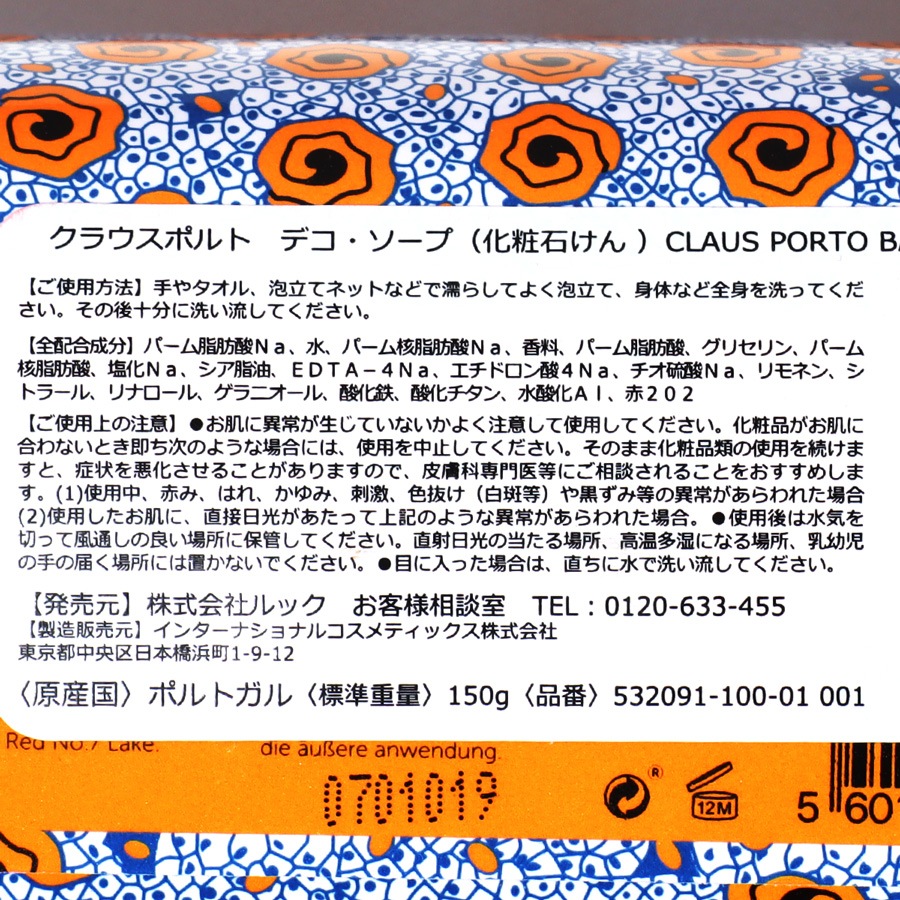 クラウスポルト　デコ・ソープ（化粧石けん ）CLAUS PORTO
【ご使用方法】手やタオル、泡立てネットなどで濡らしてよく泡立て、身体など全身を洗ってくだ
さい。その後十分に洗い流してください。
【全配合成分】パーム脂肪酸Ｎａ、水、パーム核脂肪酸Ｎａ、香料、パーム脂肪酸、グリセリン、パーム
核脂肪酸、塩化Ｎａ、シア脂油、ＥＤＴＡ－４Ｎａ、エチドロン酸４Ｎａ、チオ硫酸Ｎａ、リモネン、シ
トラール、リナロール、ゲラニオール、酸化鉄、酸化チタン、水酸化Ａｌ、赤２０２
【ご使用上の注意】●お肌に異常が生じていないかよく注意して使用してください。化粧品がお肌に
合わないとき即ち次のような場合には、使用を中止してください。そのまま化粧品類の使用を続けま
すと、症状を悪化させることがありますので、皮膚科専門医等にご相談されることをおすすめしま
す。(1)使用中、赤み、はれ、かゆみ、刺激、色抜け（白斑等）や黒ずみ等の異常があらわれた場合
(2)使用したお肌に、直接日光があたって上記のような異常があらわれた場合。●使用後は水気を
切って風通しの良い場所に保管してください。直射日光の当たる場所、高温多湿になる場所、乳幼児
の手の届く場所には置かないでください。●目に入った場合は、直ちに水で洗い流してください。
【発売元】株式会社ルック　お客様相談室　TEL：0120-633-455
【製造販売元】インターナショナルコスメティックス株式会社
東京都中央区日本橋浜町1-9-12
〈原産国〉ポルトガル〈標準重量〉150g〈品番〉532091-100-01 001
Red No.7 Lake.
die äußere anwendung.
0701019
®
12M
5 601